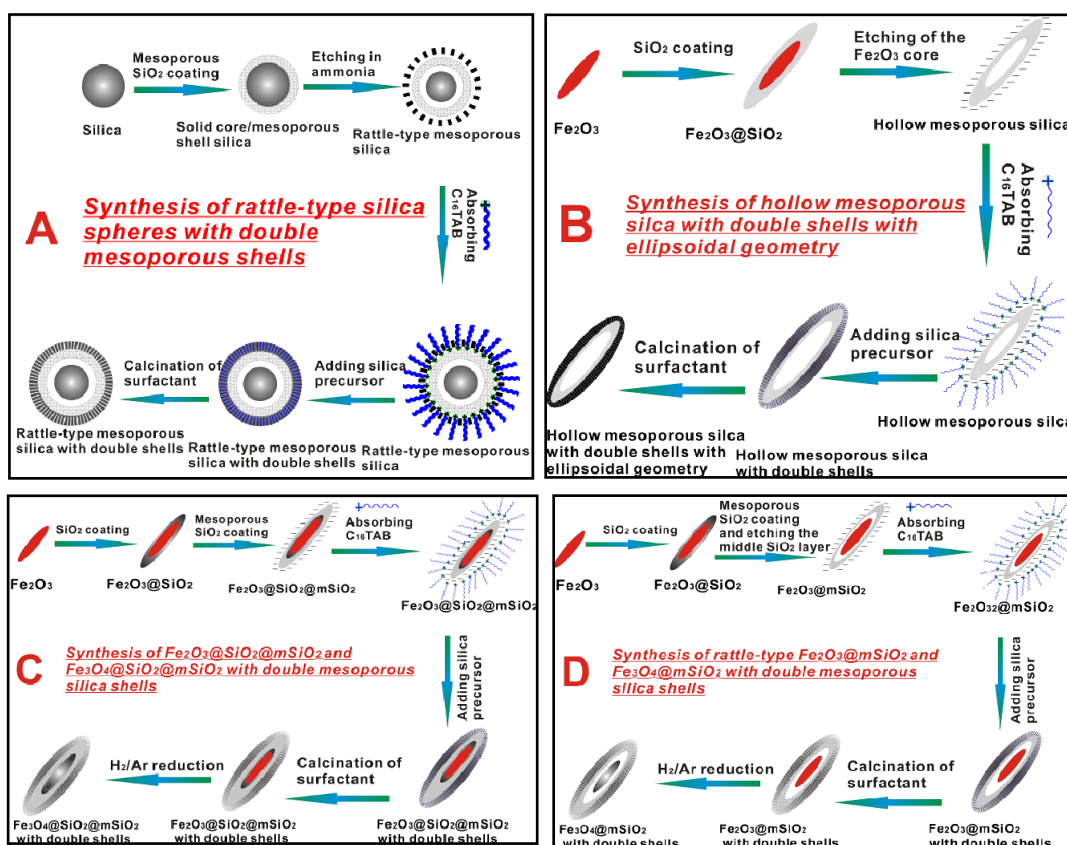 Mesoporous
SiO₂ coating
Etching in
ammonia
Silica
Solid core/mesoporous
shell silica
Rattle-type mesoporous
silica
A
Synthesis of rattle-type silica
spheres with double
mesoporous shells
Absorbing
C₁₆TAB
Calcination of
surfactant
Adding silica
precursor
Rattle-type mesoporous
silica with double shells
Rattle-type mesoporous
silica with double shells
Rattle-type mesoporous
silica
SiO₂ coating
Etching of the
Fe₂O₃ core
Fe₂O₃
Fe₂O₃@SiO₂
Hollow mesoporous silica
B
Synthesis of hollow mesoporous
silca with double shells with
ellipsoidal geometry
Absorbing
C₁₆TAB
Calcination of
surfactant
Adding silica
precursor
Hollow mesoporous silca
Hollow mesoporous silca
with double shells with
ellipsoidal geometry
Hollow mesoporous silca
with double shells
SiO₂ coating
Mesoporous
SiO₂ coating
Absorbing
C₁₆TAB
Fe₂O₃
Fe₂O₃@SiO₂
Fe₂O₃@SiO₂@mSiO₂
Fe₂O₃@SiO₂@mSiO₂
C
Synthesis of Fe₂O₃@SiO₂@mSiO₂ and
Fe₃O₄@SiO₂@mSiO₂ with double mesoporous
silica shells
Adding silica
precursor
H₂/Ar reduction
Calcination of
surfactant
Fe₃O₄@SiO₂@mSiO₂
with double shells
Fe₂O₃@SiO₂@mSiO₂
with double shells
Fe₂O₃@SiO₂@mSiO₂
with double shells
SiO₂ coating
Mesoporous
SiO₂ coating
and etching the
middle SiO₂ layer
Absorbing
C₁₆TAB
Fe₂O₃
Fe₂O₃@SiO₂
Fe₂O₃@mSiO₂
Fe₂O₃₂@mSiO₂
D
Synthesis of rattle-type Fe₂O₃@mSiO₂ and
Fe₃O₄@mSiO₂ with double mesoporous
silica shells
Adding silica
precursor
H₂/Ar reduction
Calcination of
surfactant
Fe₃O₄@mSiO₂
with double shells
Fe₂O₃@mSiO₂
with double shells
Fe₂O₃@mSiO₂
with double shells